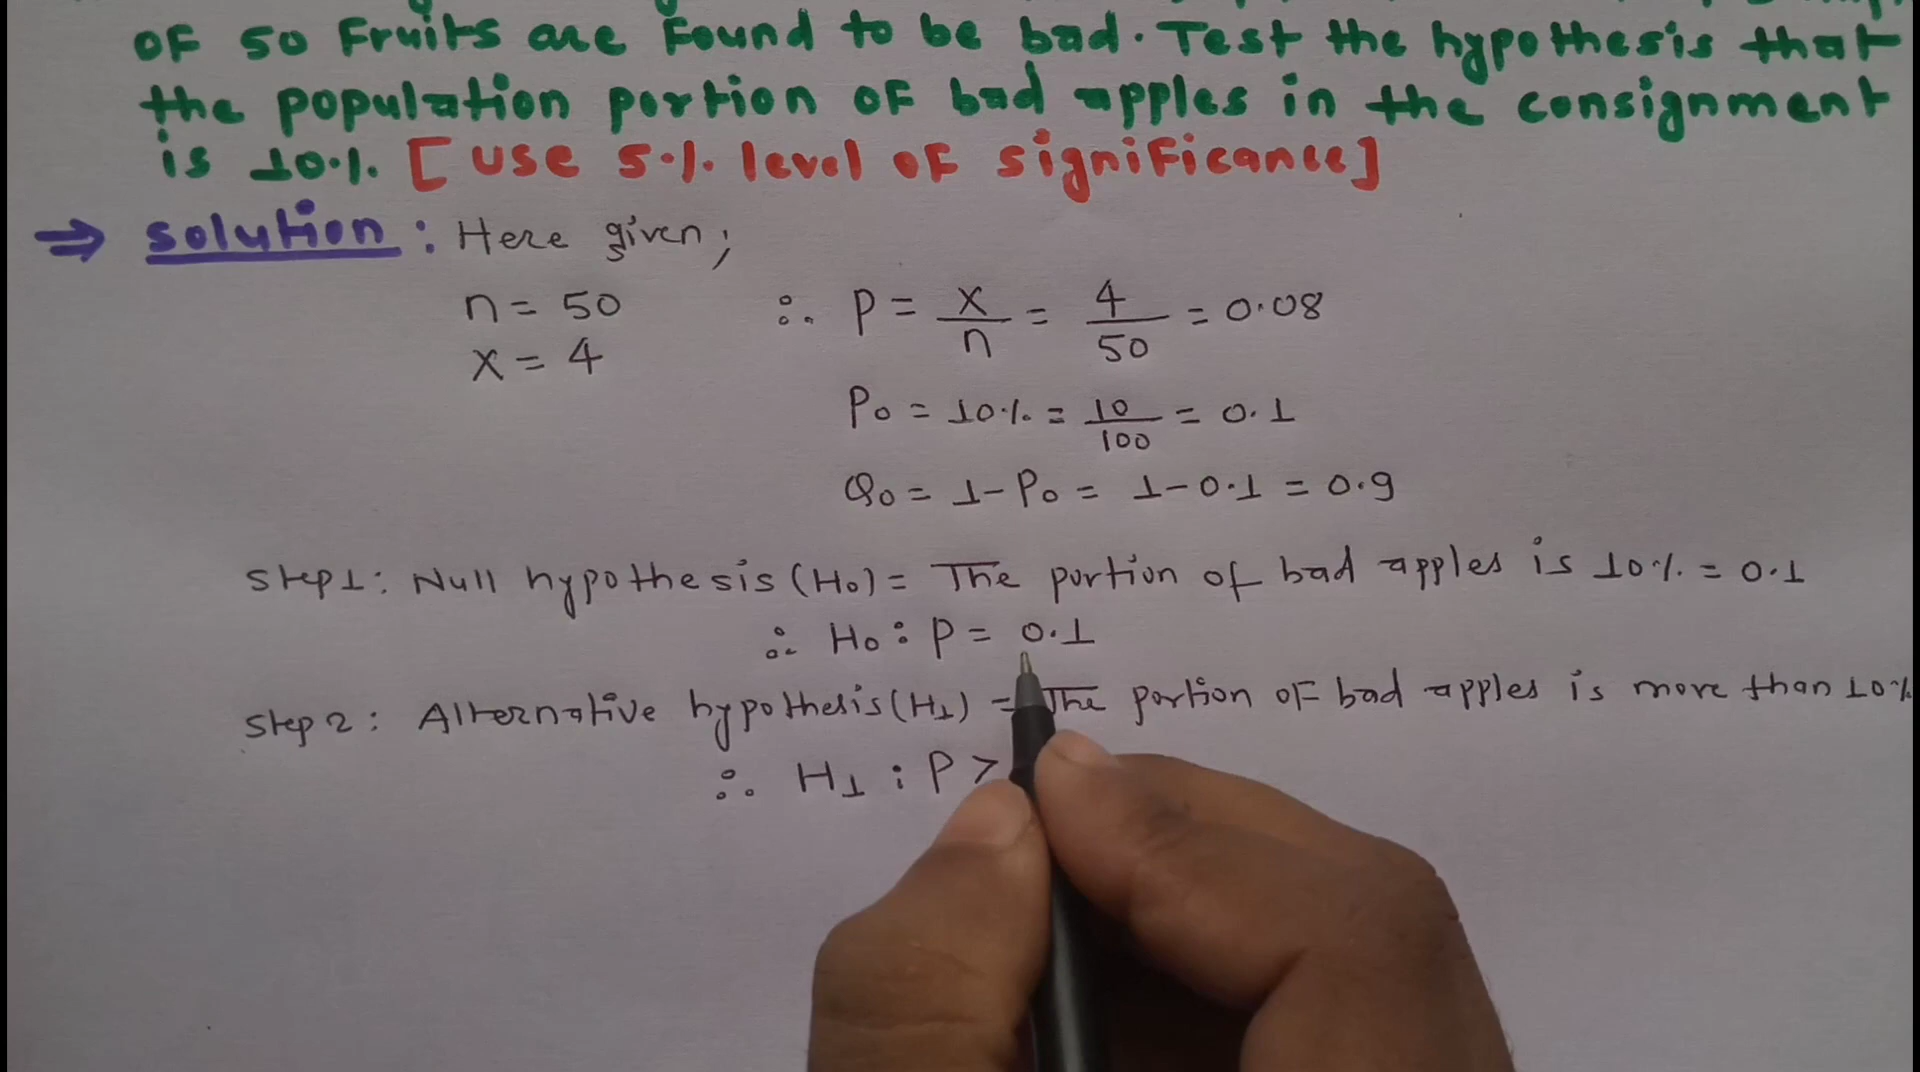 OF 50 Fruits are Found to be bad. Test the hypothesis that
the population portion OF bad apples in the consignment
is 10%. [USE 5% level OF significance]
⇒ Solution : Here given;
n = 50
x = 4
∴ P = x/n = 4/50 = 0.08
P0 = 10% = 10/100 = 0.1
Q0 = 1-P0 = 1-0.1 = 0.9
Step1: Null hypothesis (H0) = The portion of bad apples is 10% = 0.1
∴ H0 : P = 0.1
Step 2 : Alternative hypothesis (H1) = The portion OF bad apples is more than 10%
∴ H1 : P >